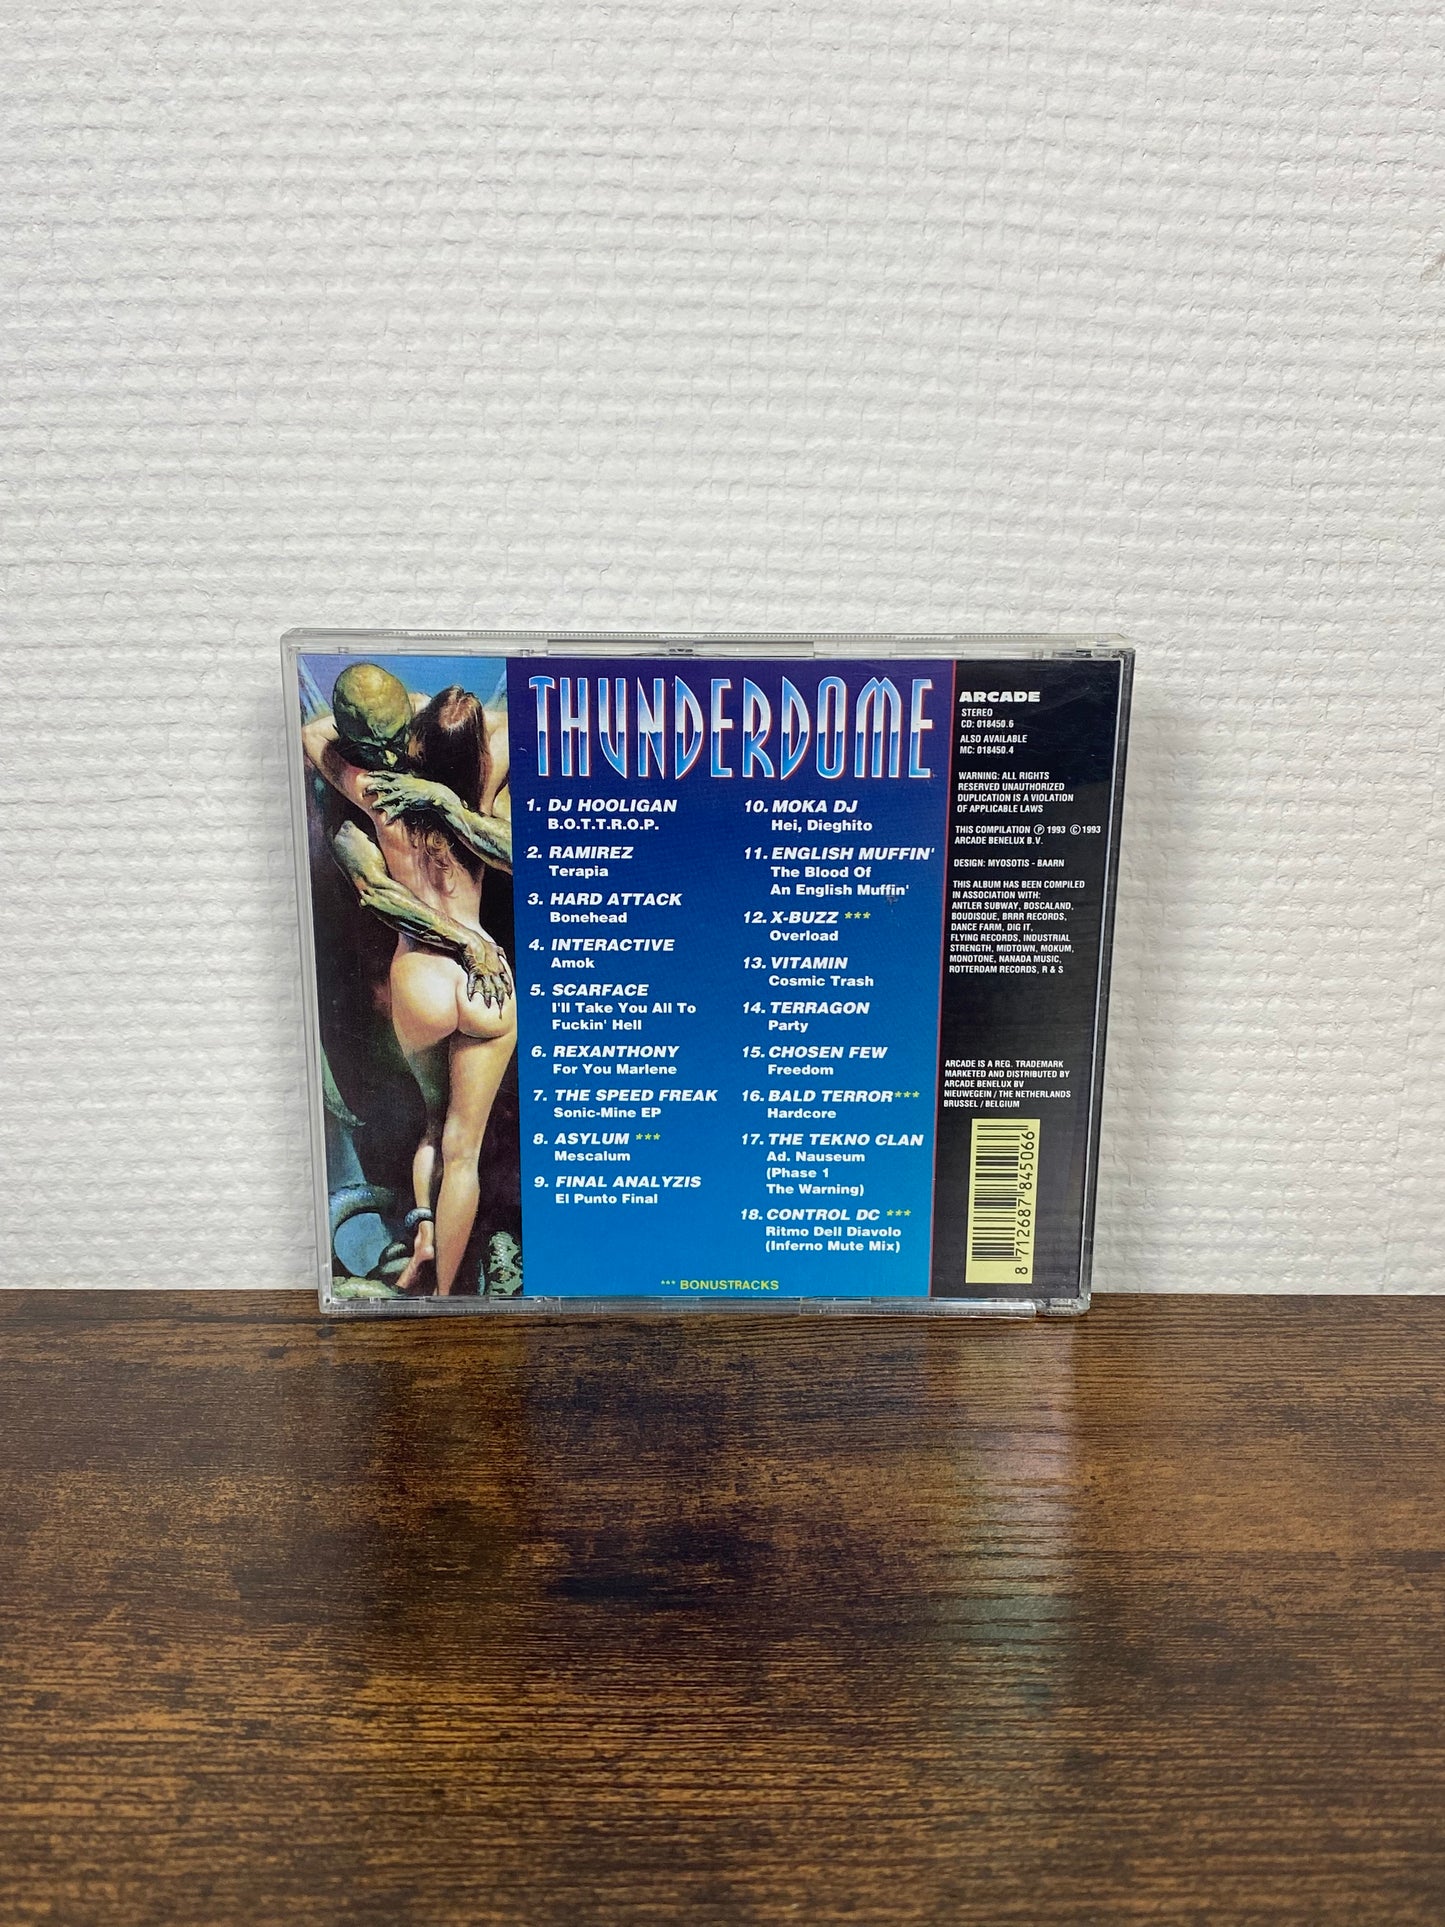 THUNDERDOME
1. DJ HOOLIGAN
B.O.T.T.R.O.P.
2. RAMIREZ
Terapia
3. HARD ATTACK
Bonehead
4. INTERACTIVE
Amok
5. SCARFACE
I'll Take You All To
Fuckin' Hell
6. REXANTHONY
For You Marlene
7. THE SPEED FREAK
Sonic-Mine EP
8. ASYLUM ***
Mescalum
9. FINAL ANALYZIS
El Punto Final
10. MOKA DJ
Hei, Dieghito
11. ENGLISH MUFFIN'
The Blood Of
An English Muffin'
12. X-BUZZ ***
Overload
13. VITAMIN
Cosmic Trash
14. TERRAGON
Party
15. CHOSEN FEW
Freedom
16. BALD TERROR***
Hardcore
17. THE TEKNO CLAN
Ad. Nauseum
(Phase 1
The Warning)
18. CONTROL DC ***
Ritmo Dell Diavolo
(Inferno Mute Mix)
*** BONUSTRACKS
ARCADE
STEREO
CD: 018450.6
ALSO AVAILABLE
MC: 018450.4
WARNING: ALL RIGHTS
RESERVED UNAUTHORIZED
DUPLICATION IS A VIOLATION
OF APPLICABLE LAWS
THIS COMPILATION ℗ 1993 © 1993
ARCADE BENELUX B.V.
DESIGN: MYOSOTIS - BAARN
THIS ALBUM HAS BEEN COMPILED
IN ASSOCIATION WITH:
ANTLER SUBWAY, BOSCALAND,
BOUDISQUE, BRRR RECORDS,
DANCE FARM, DIG IT,
FLYING RECORDS, INDUSTRIAL
STRENGTH, MIDTOWN, MOKUM,
MONOTONE, NANADA MUSIC,
ROTTERDAM RECORDS, R & S
ARCADE IS A REG. TRADEMARK
MARKETED AND DISTRIBUTED BY
ARCADE BENELUX BV
NIEUWEGEIN / THE NETHERLANDS
BRUSSEL / BELGIUM
8 712687 845066